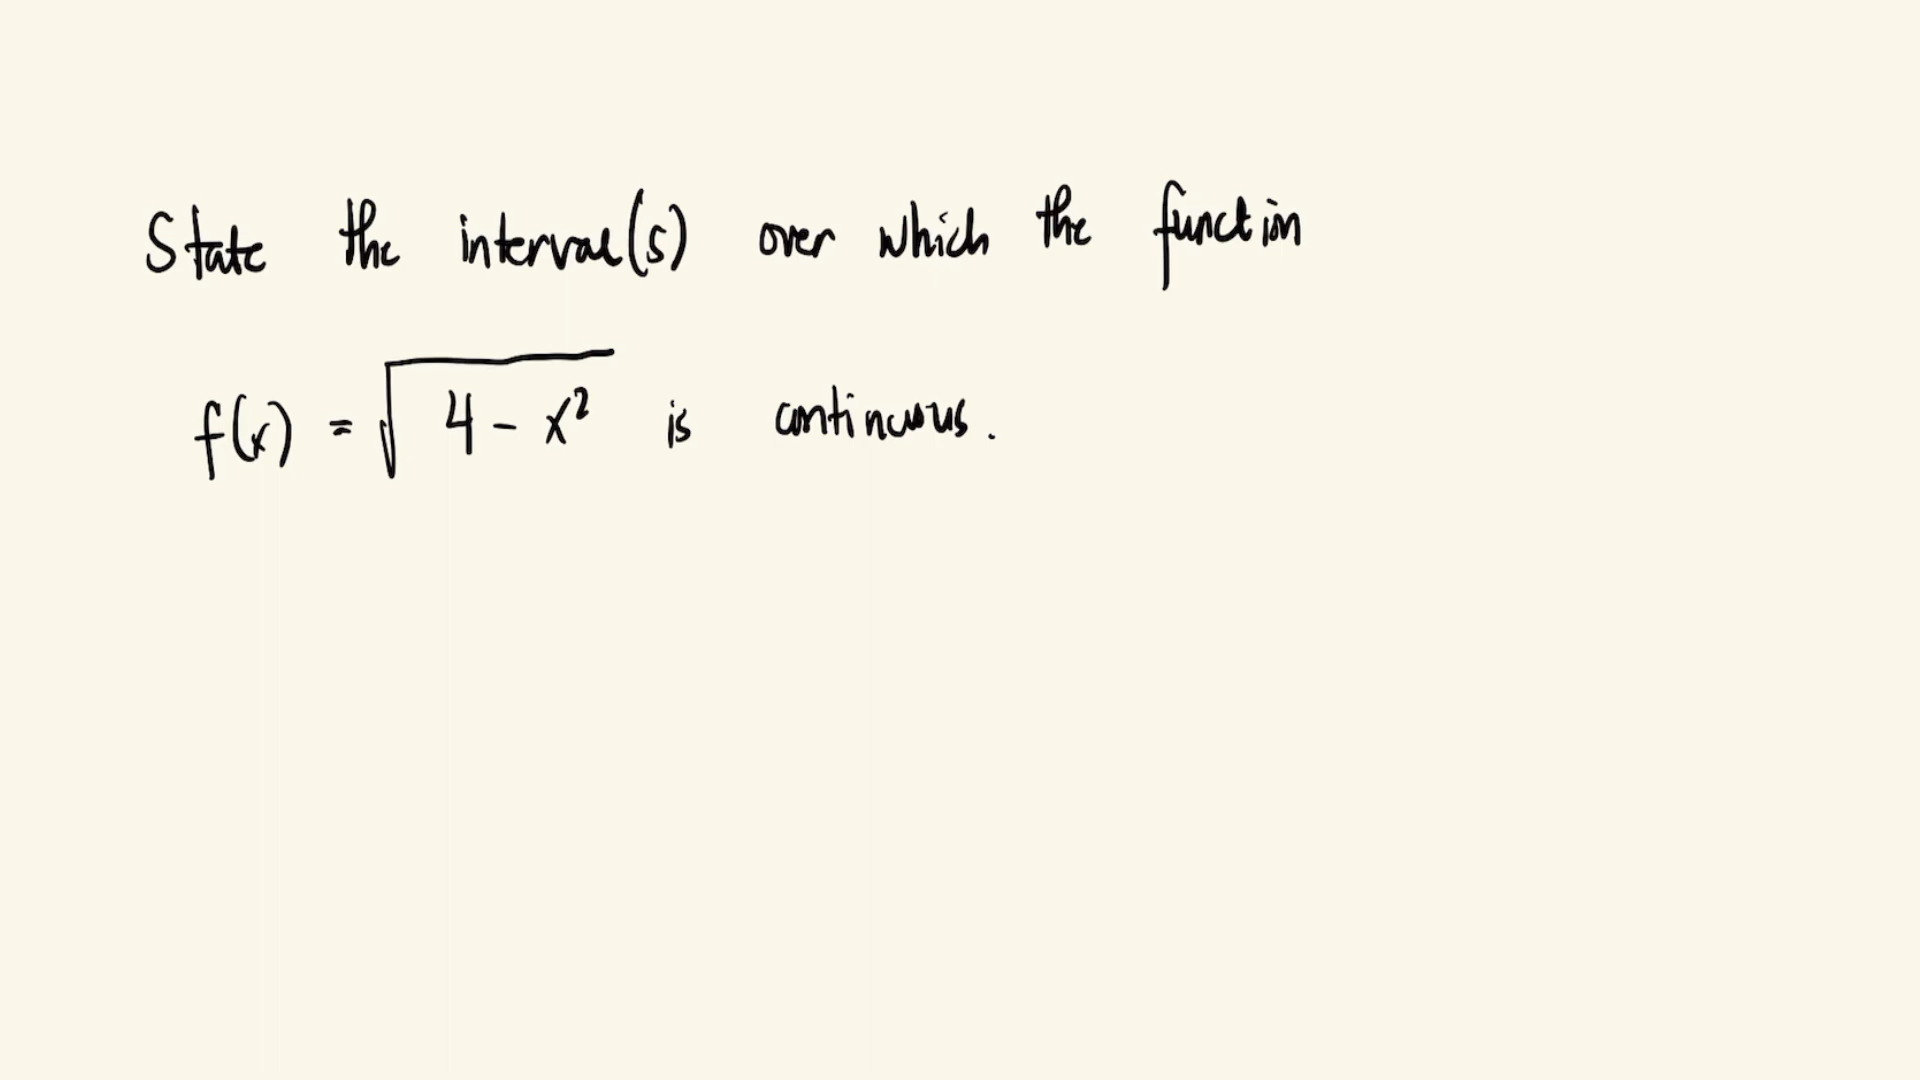 State the interval(s) over which the function
f(x) = √4 - x² is continuous.